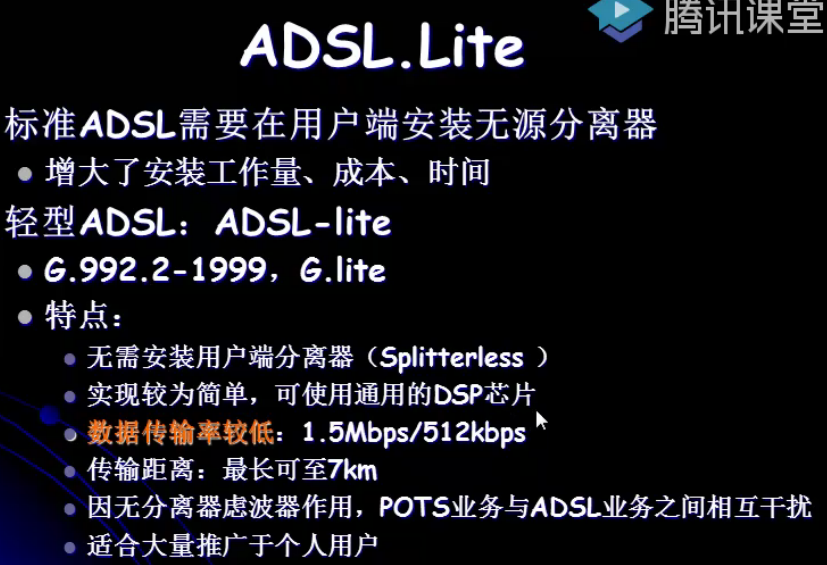 腾讯课堂
ADSL.Lite
标准ADSL需要在用户端安装无源分离器
增大了安装工作量、成本、时间
轻型ADSL：ADSL-lite
G.992.2-1999，G.lite
特点：
无需安装用户端分离器（Splitterless ）
实现较为简单，可使用通用的DSP芯片
数据传输率较低：1.5Mbps/512kbps
传输距离：最长可至7km
因无分离器虑波器作用，POTS业务与ADSL业务之间相互干扰
适合大量推广于个人用户